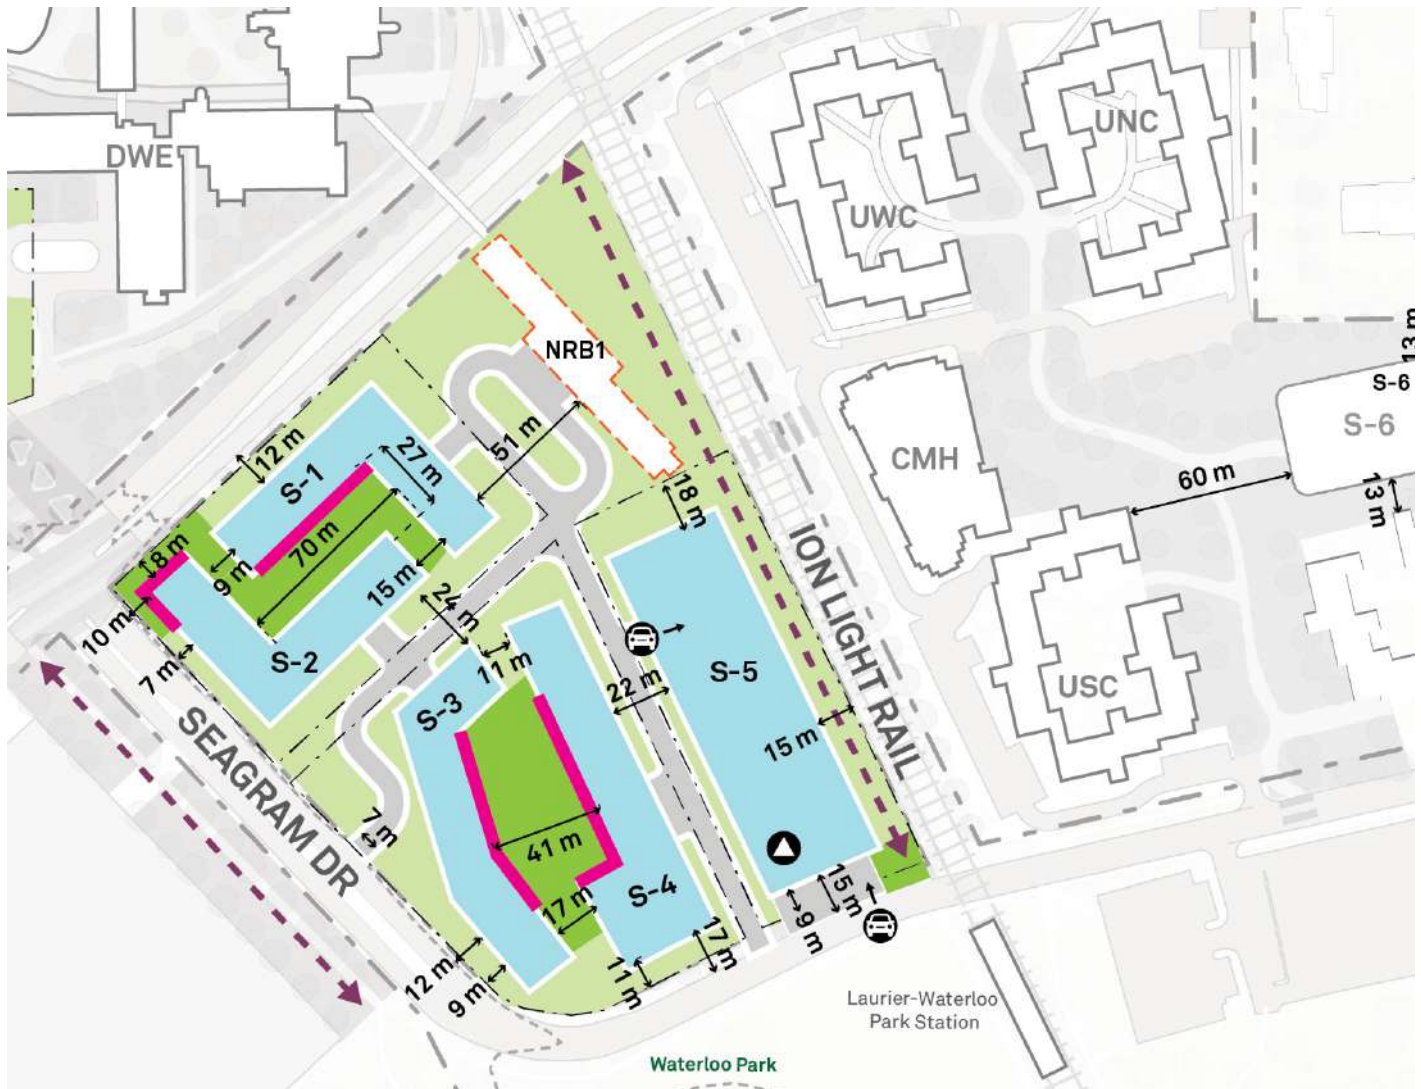 DWE
UNC
UWC
NRB1
13 m
S-6
S-6
CMH
60 m
13 m
12 m
S-1
27 m
51 m
18 m
ION LIGHT RAIL
8 m
9 m
70 m
15 m
24 m
10 m
7 m
S-2
11 m
22 m
S-5
USC
S-3
15 m
SEAGRAM DR
7 m
41 m
17 m
S-4
15 m
9 m
17 m
12 m
9 m
11 m
Laurier-Waterloo
Park Station
Waterloo Park